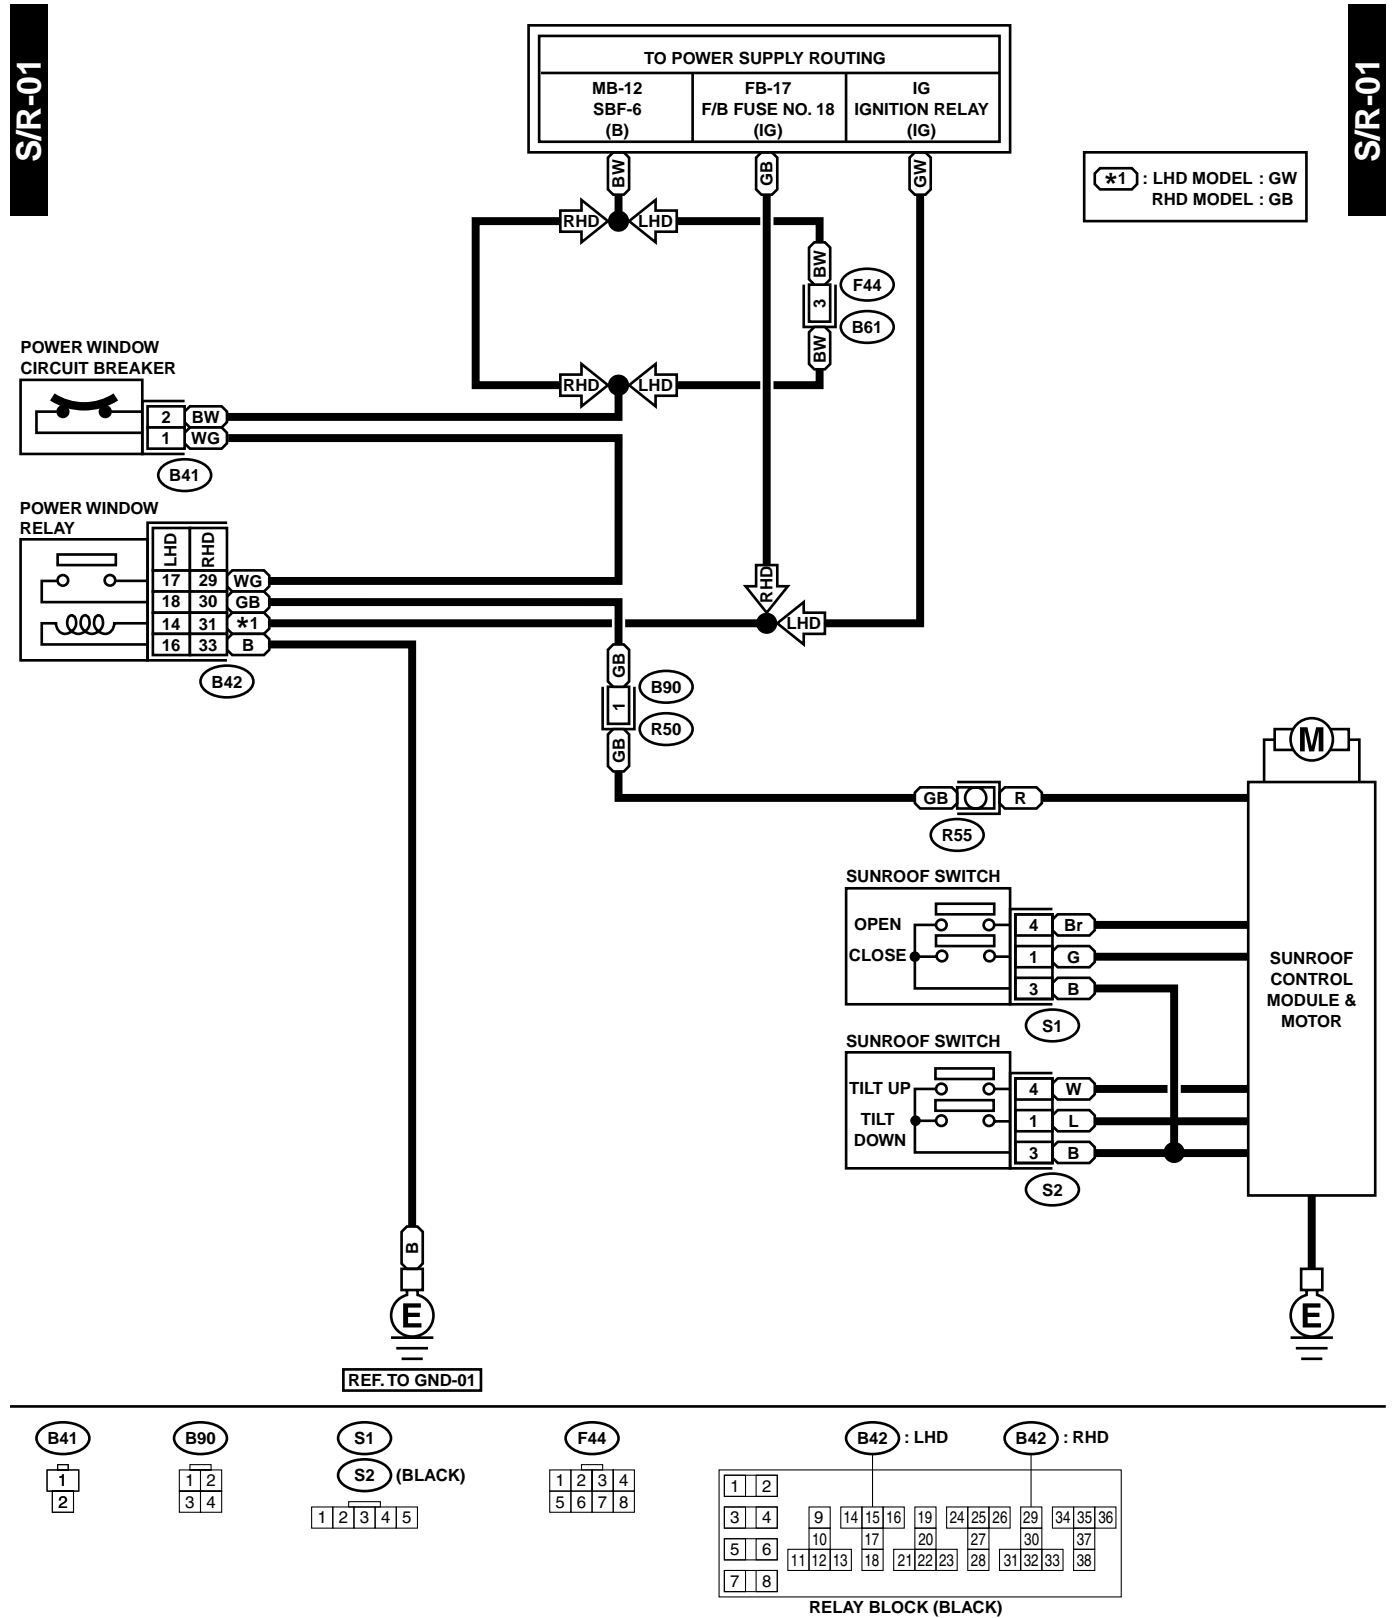 S/R-01
S/R-01
TO POWER SUPPLY ROUTING
MB-12
SBF-6
(B)
FB-17
F/B FUSE NO. 18
(IG)
IG
IGNITION RELAY
(IG)
BW
GB
GW
(*1) : LHD MODEL : GW
RHD MODEL : GB
RHD
LHD
BW
F44
3
B61
BW
RHD
LHD
POWER WINDOW
CIRCUIT BREAKER
2 BW
1 WG
B41
POWER WINDOW
RELAY
LHD RHD
17 29 WG
18 30 GB
14 31 *1
16 33 B
B42
RHD
LHD
GB
B90
1
R50
GB
M
GB
R
R55
SUNROOF SWITCH
OPEN
4 Br
CLOSE
1 G
3 B
S1
SUNROOF
CONTROL
MODULE &
MOTOR
SUNROOF SWITCH
TILT UP
4 W
TILT
DOWN
1 L
3 B
S2
B
E
E
REF. TO GND-01
B41
1
2
B90
1 2
3 4
S1
S2 (BLACK)
1 2 3 4 5
F44
1 2 3 4
5 6 7 8
B42 : LHD
B42 : RHD
1 2
3 4 9 14 15 16 19 24 25 26 29 34 35 36
10 17 20 27 30 37
5 6 11 12 13 18 21 22 23 28 31 32 33 38
7 8
RELAY BLOCK (BLACK)